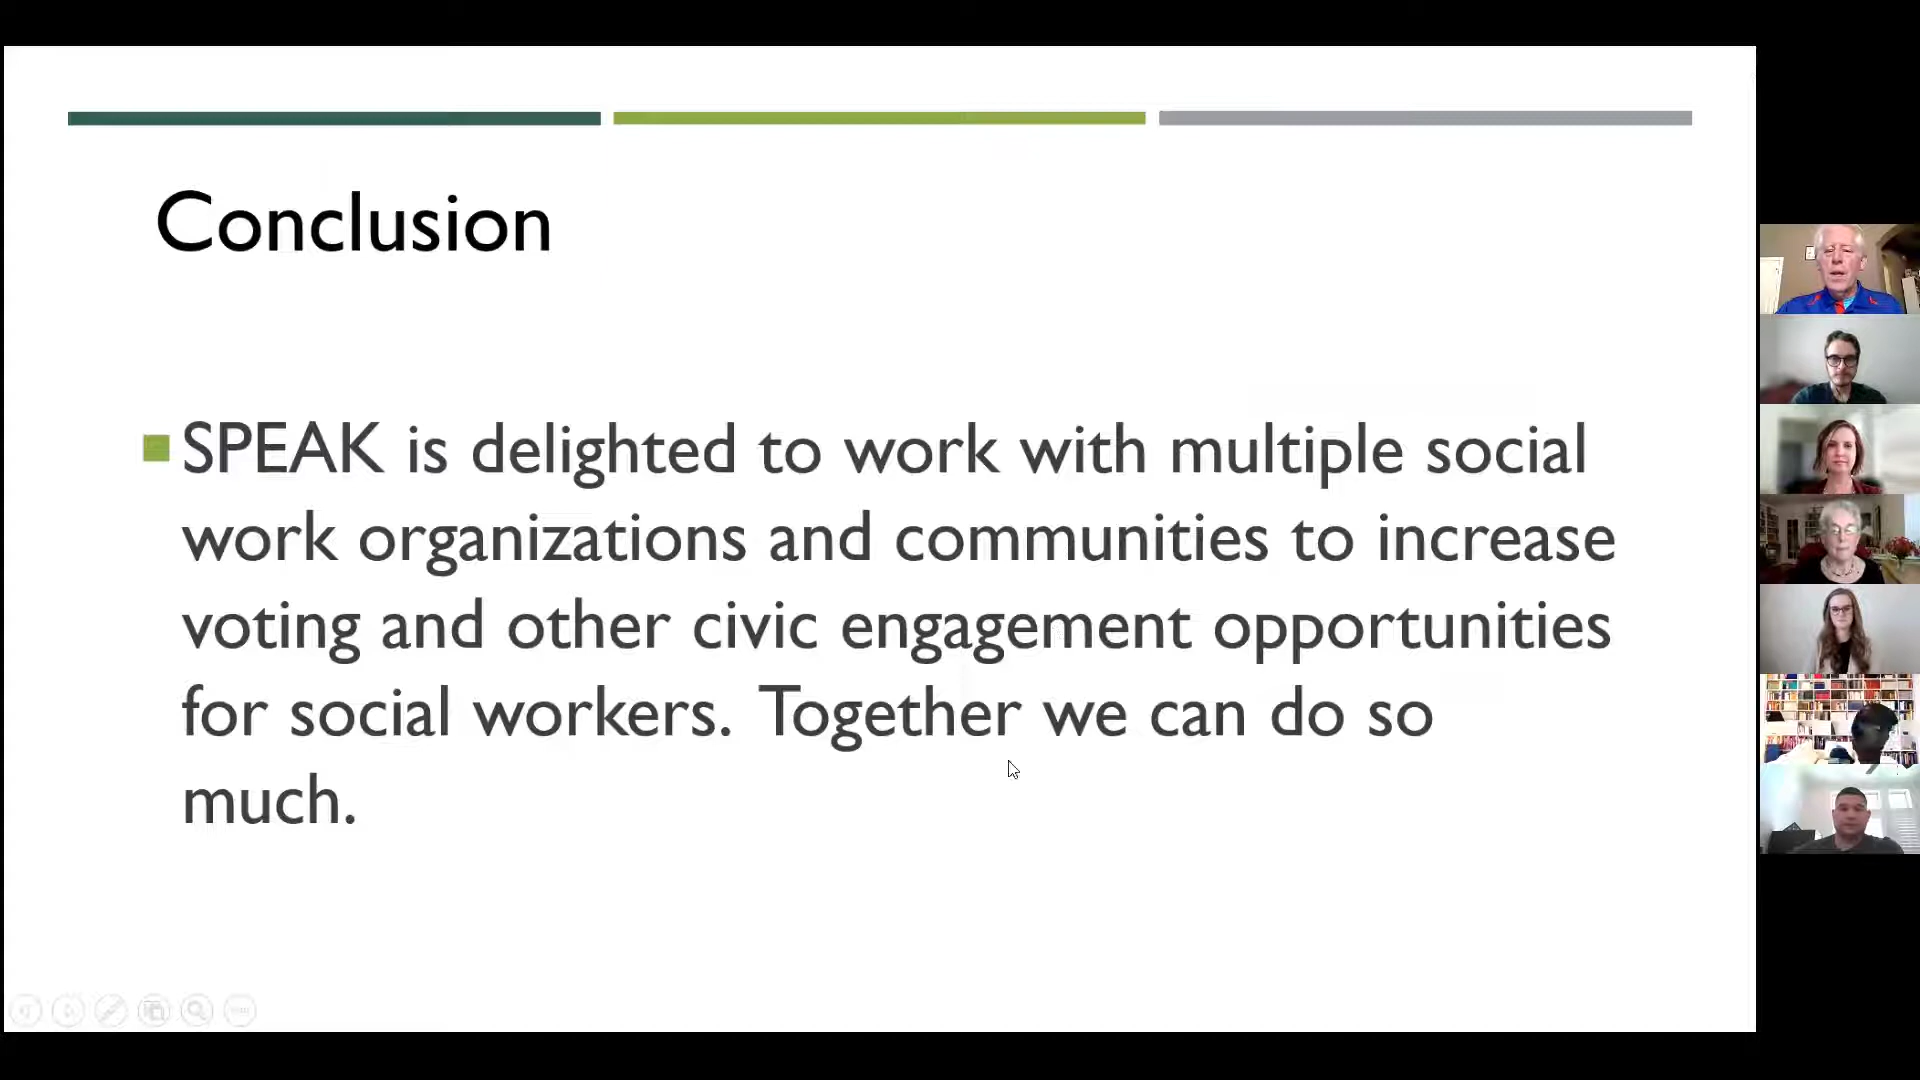 Conclusion
SPEAK is delighted to work with multiple social
work organizations and communities to increase
voting and other civic engagement opportunities
for social workers.  Together we can do so
much.